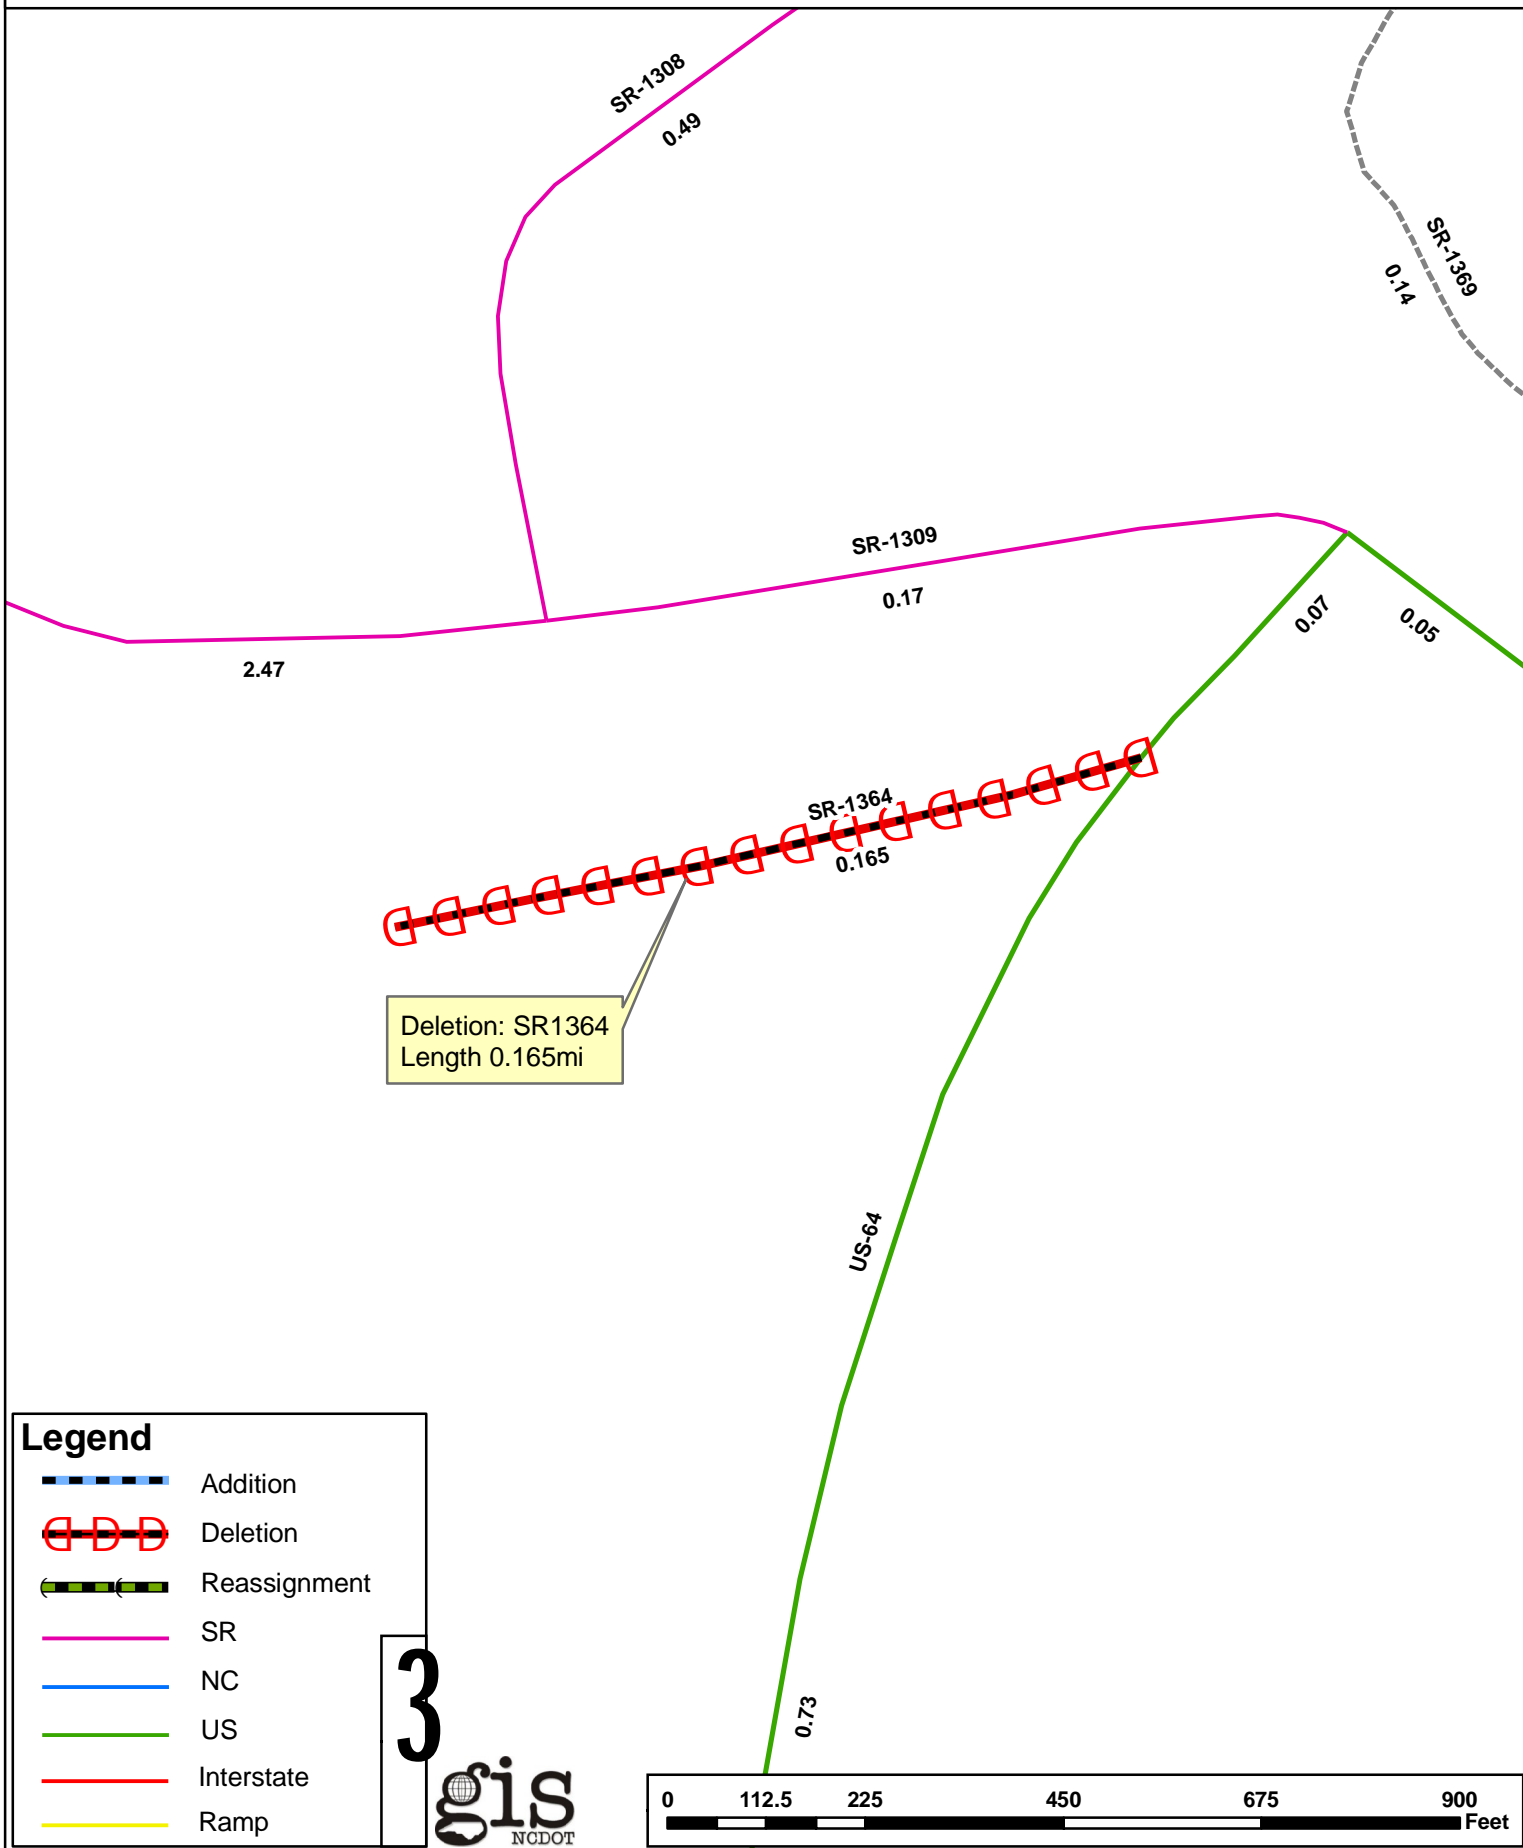 SR-1308
0.49
SR-1369
0.14
SR-1309
0.17
0.07
0.05
2.47
SR-1364
0.165
Deletion: SR1364
Length 0.165mi
US-64
0.73
Legend
Addition
Deletion
Reassignment
SR
NC
US
Interstate
Ramp
3
gis
NCDOT
0 112.5 225 450 675 900
Feet